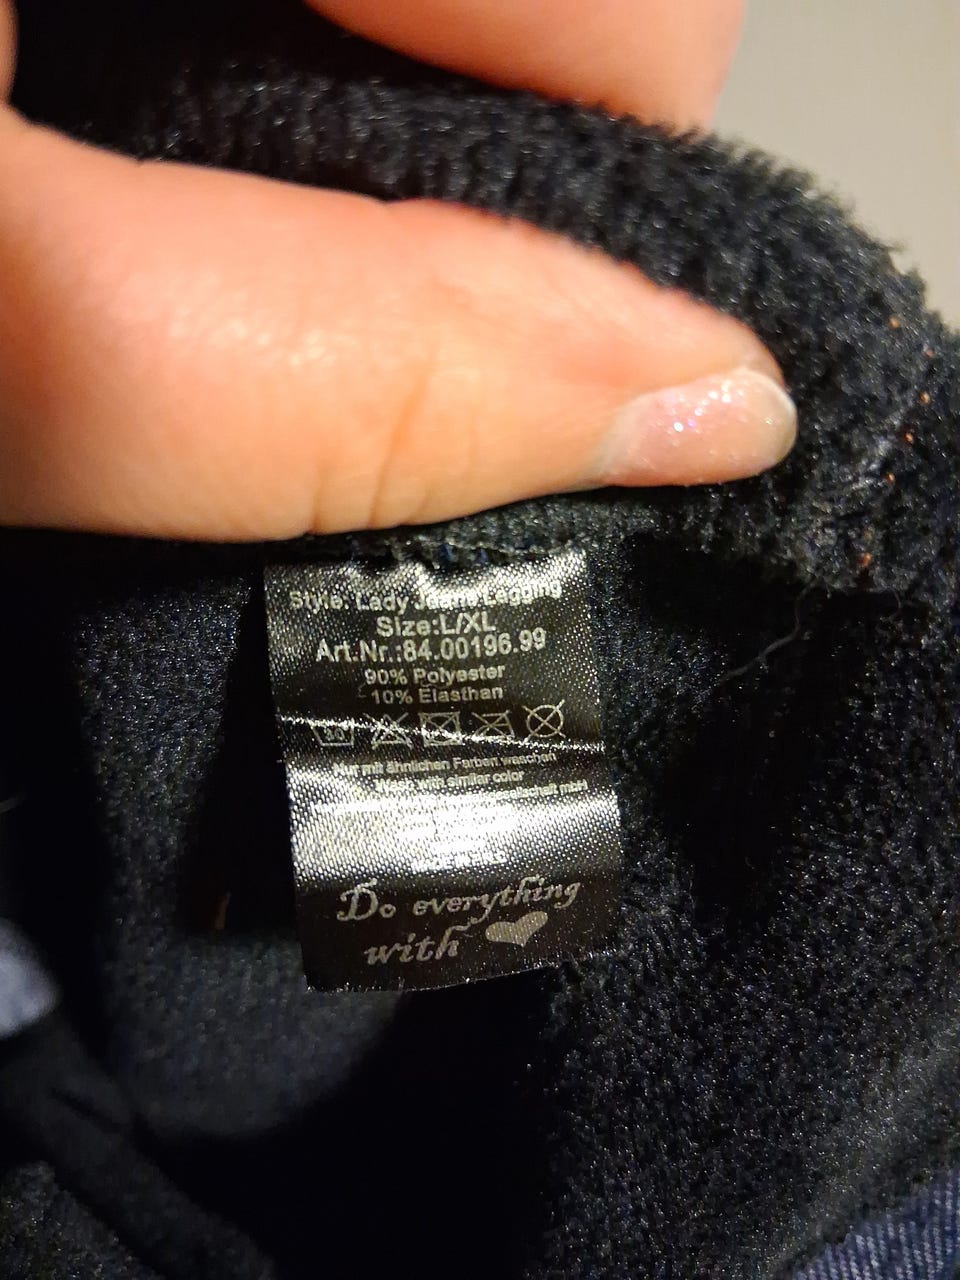 Style: Lady Jeans Legging
Size:L/XL
Art.Nr.:84.00196.99
90% Polyester
10% Elasthan
30
Nur mit ähnlichen Farben waschen
Wash with similar color
Do everything
with